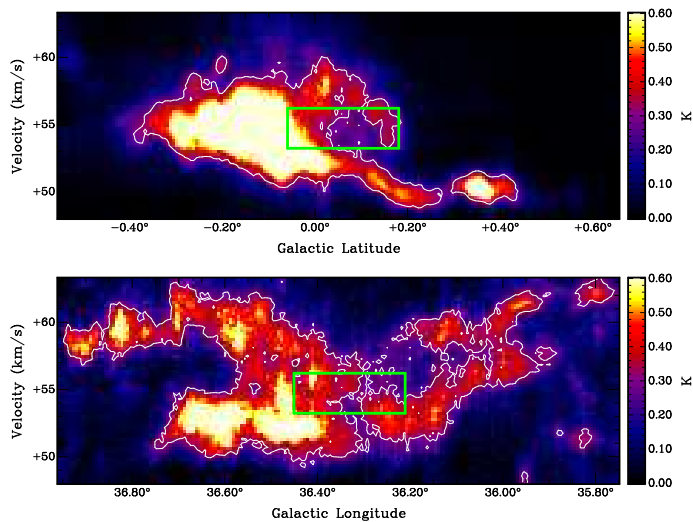 +60
+55
+50
Velocity (km/s)
−0.40° −0.20° 0.00° +0.20° +0.40° +0.60°
Galactic Latitude
0.60
0.50
0.40
0.30
0.20
0.10
0.00
K
+60
+55
+50
Velocity (km/s)
36.80° 36.60° 36.40° 36.20° 36.00° 35.80°
Galactic Longitude
0.60
0.50
0.40
0.30
0.20
0.10
0.00
K